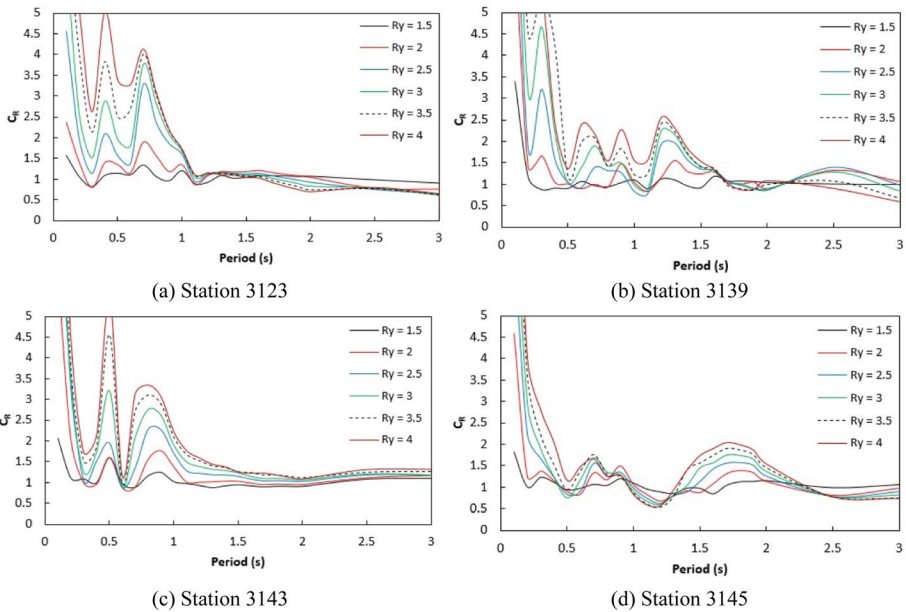 5
4.5
4
3.5
3
2.5
2
1.5
1
0.5
0
C_R
0
0.5
1
1.5
2
2.5
3
Period (s)
Ry = 1.5
Ry = 2
Ry = 2.5
Ry = 3
Ry = 3.5
Ry = 4
(a) Station 3123
5
4.5
4
3.5
3
2.5
2
1.5
1
0.5
0
C_R
0
0.5
1
1.5
2
2.5
3
Period (s)
Ry = 1.5
Ry = 2
Ry = 2.5
Ry = 3
Ry = 3.5
Ry = 4
(b) Station 3139
5
4.5
4
3.5
3
2.5
2
1.5
1
0.5
0
C_R
0
0.5
1
1.5
2
2.5
3
Period (s)
Ry = 1.5
Ry = 2
Ry = 2.5
Ry = 3
Ry = 3.5
Ry = 4
(c) Station 3143
5
4.5
4
3.5
3
2.5
2
1.5
1
0.5
0
C_R
0
0.5
1
1.5
2
2.5
3
Period (s)
Ry = 1.5
Ry = 2
Ry = 2.5
Ry = 3
Ry = 3.5
Ry = 4
(d) Station 3145